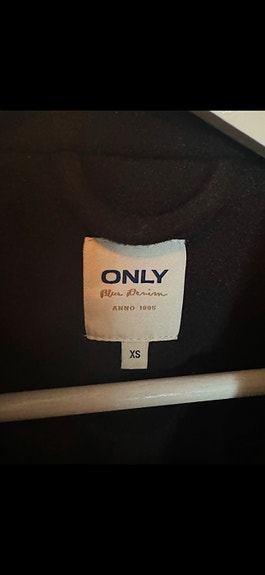 ONLY
Blue Denim
ANNO 1995
XS